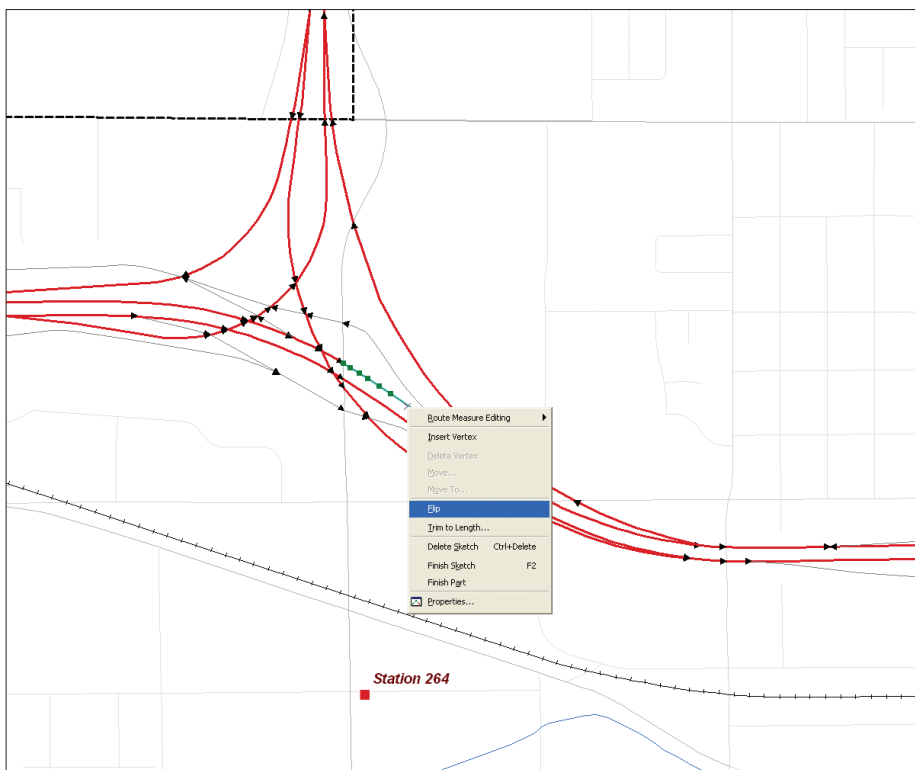 Route Measure Editing
Insert Vertex
Delete Vertex
Move...
Move To...
Flip
Trim to Length...
Delete Sketch Ctrl+Delete
Finish Sketch F2
Finish Part
Properties...
Station 264